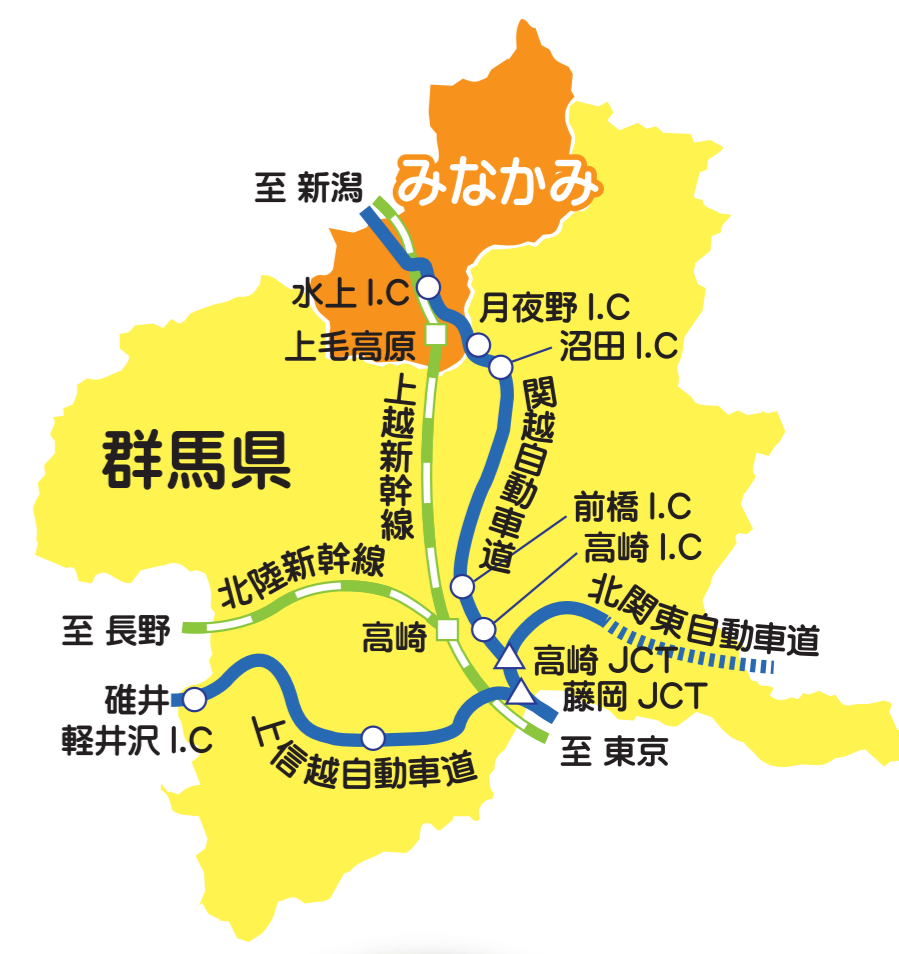 みなかみ
至 新潟
水上 I.C
月夜野 I.C
上毛高原
沼田 I.C
上越新幹線
関越自動車道
群馬県
前橋 I.C
高崎 I.C
北陸新幹線
北関東自動車道
至 長野
高崎
高崎 JCT
碓井
藤岡 JCT
軽井沢 I.C
上信越自動車道
至 東京